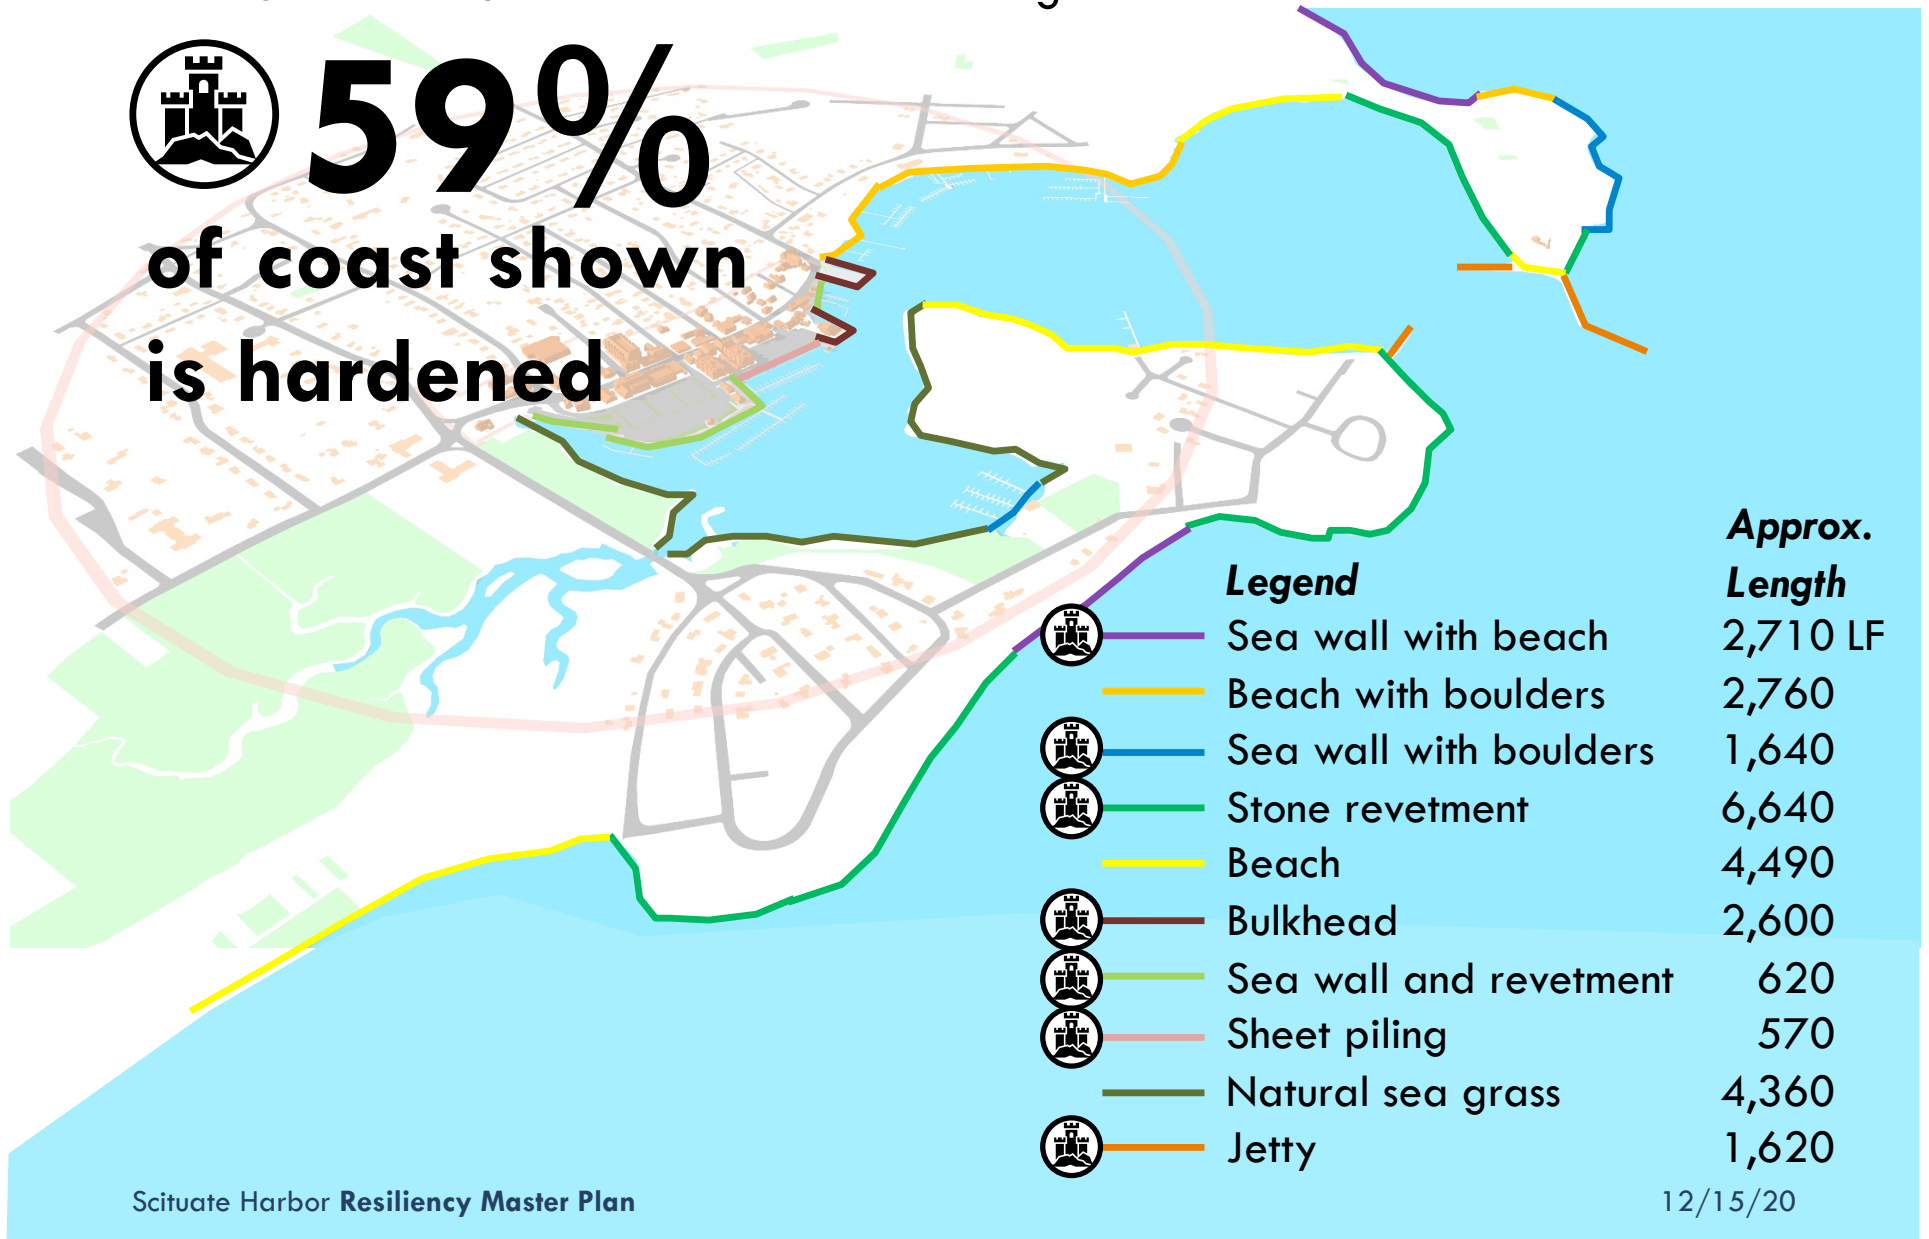 59%
of coast shown
is hardened
Approx.
Legend Length
Sea wall with beach 2,710 LF
Beach with boulders 2,760
Sea wall with boulders 1,640
Stone revetment 6,640
Beach 4,490
Bulkhead 2,600
Sea wall and revetment 620
Sheet piling 570
Natural sea grass 4,360
Jetty 1,620
Scituate Harbor Resiliency Master Plan 12/15/20